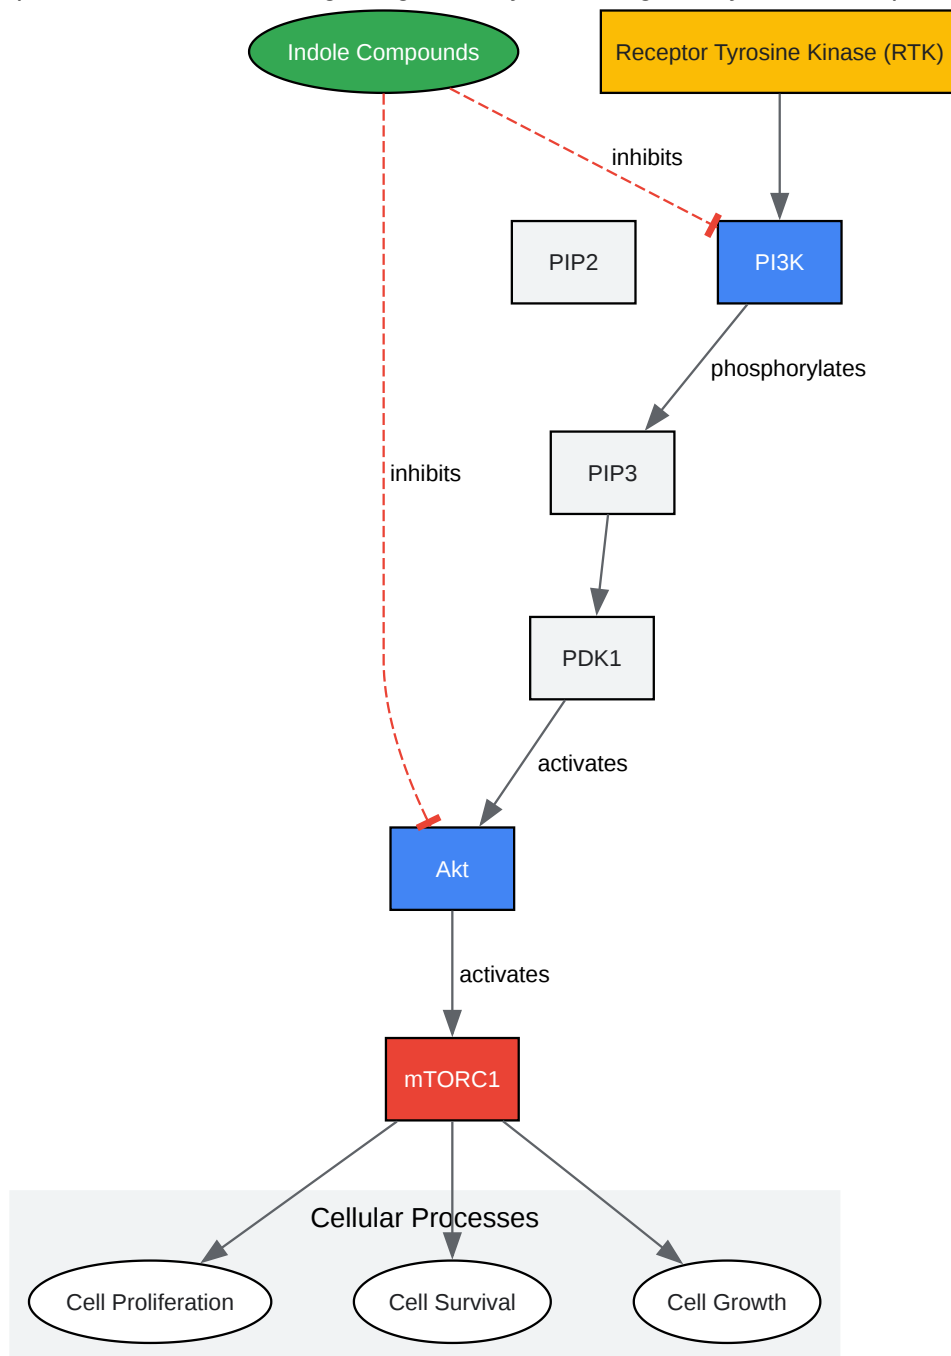 Indole Compounds
Receptor Tyrosine Kinase (RTK)
inhibits
PIP2
PI3K
phosphorylates
PIP3
inhibits
PDK1
activates
Akt
activates
mTORC1
Cellular Processes
Cell Proliferation
Cell Survival
Cell Growth